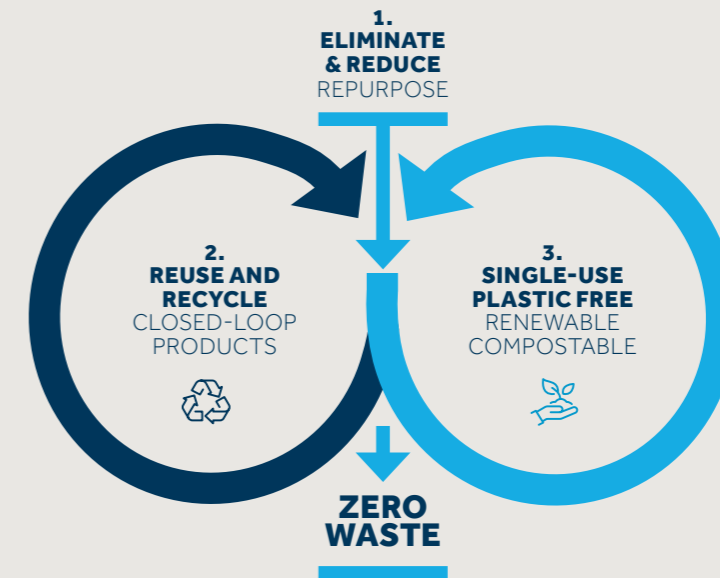 1.
ELIMINATE
& REDUCE
REPURPOSE
2.
REUSE AND
RECYCLE
CLOSED-LOOP
PRODUCTS
3.
SINGLE-USE
PLASTIC FREE
RENEWABLE
COMPOSTABLE
ZERO
WASTE